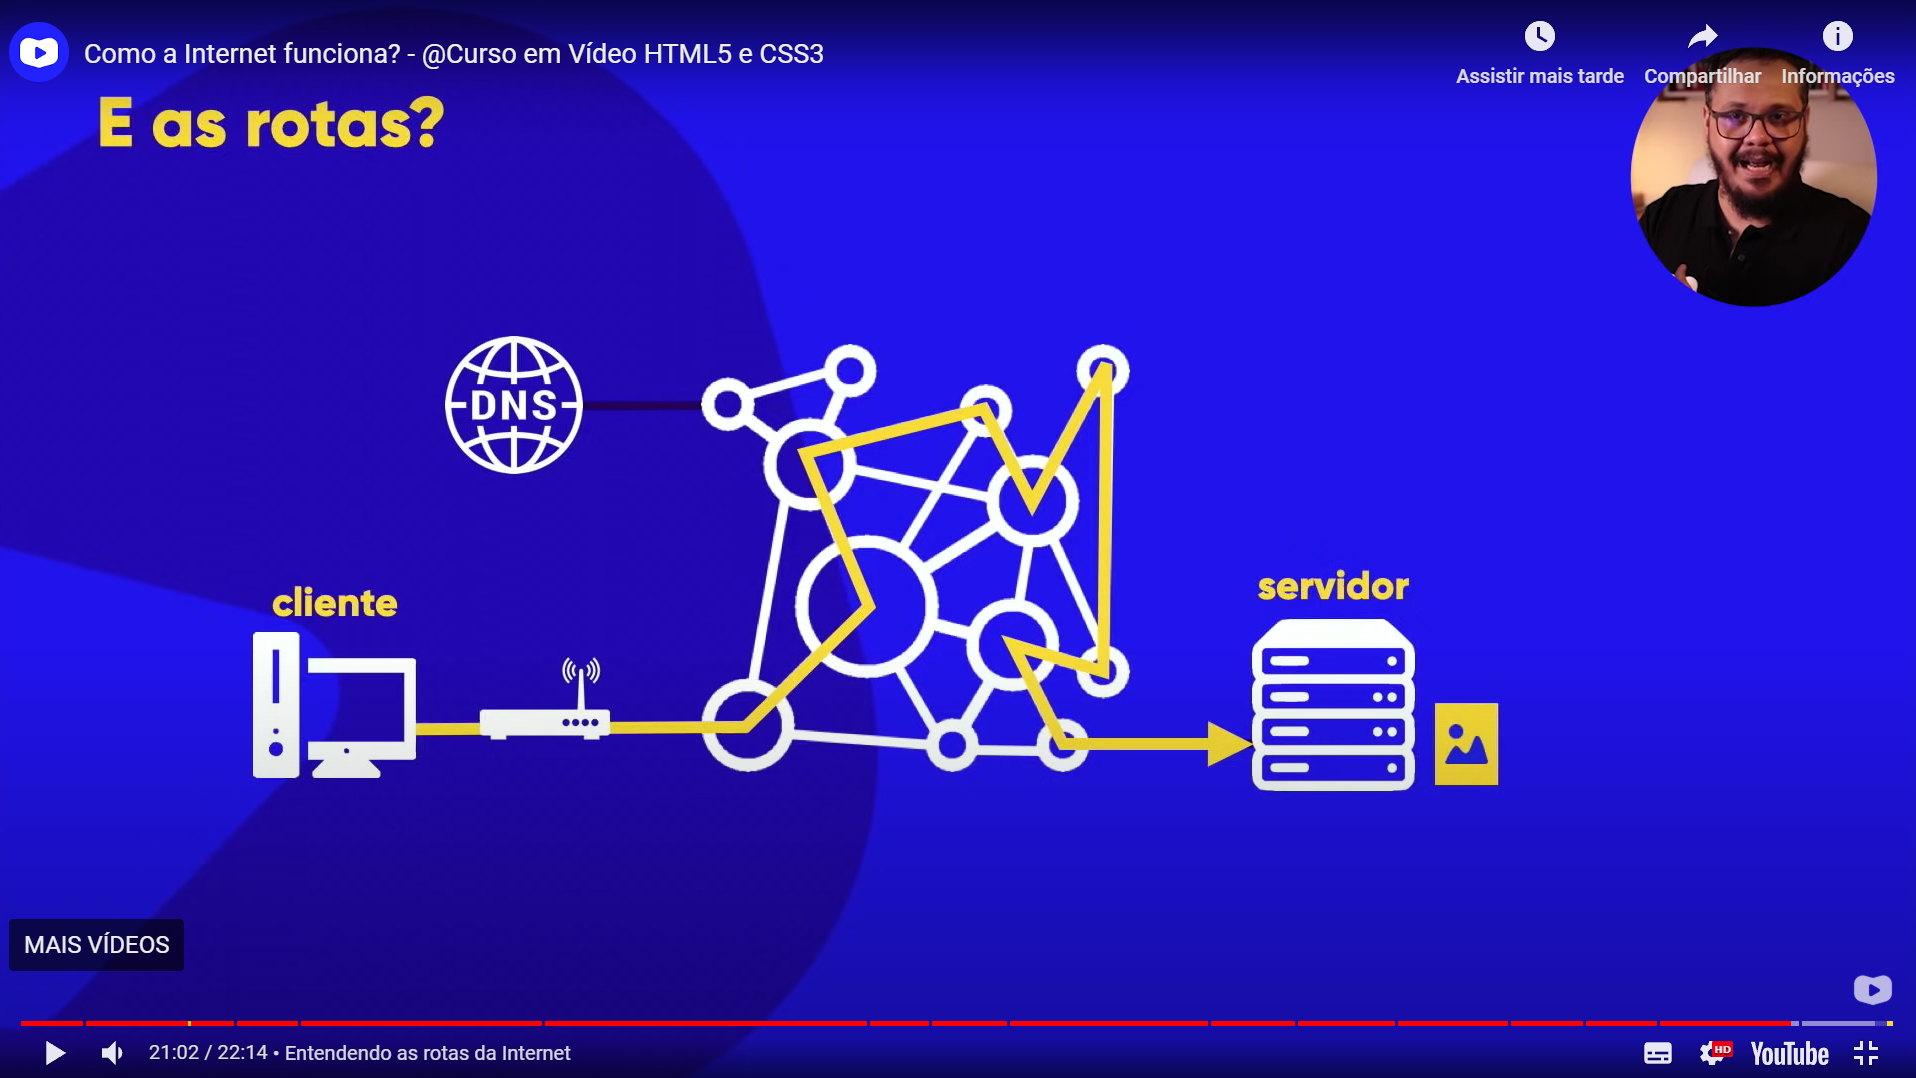 Como a Internet funciona? - @Curso em Vídeo HTML5 e CSS3
Assistir mais tarde
Compartilhar
Informações
E as rotas?
DNS
cliente
servidor
MAIS VÍDEOS
21:02 / 22:14 • Entendendo as rotas da Internet
HD
YouTube